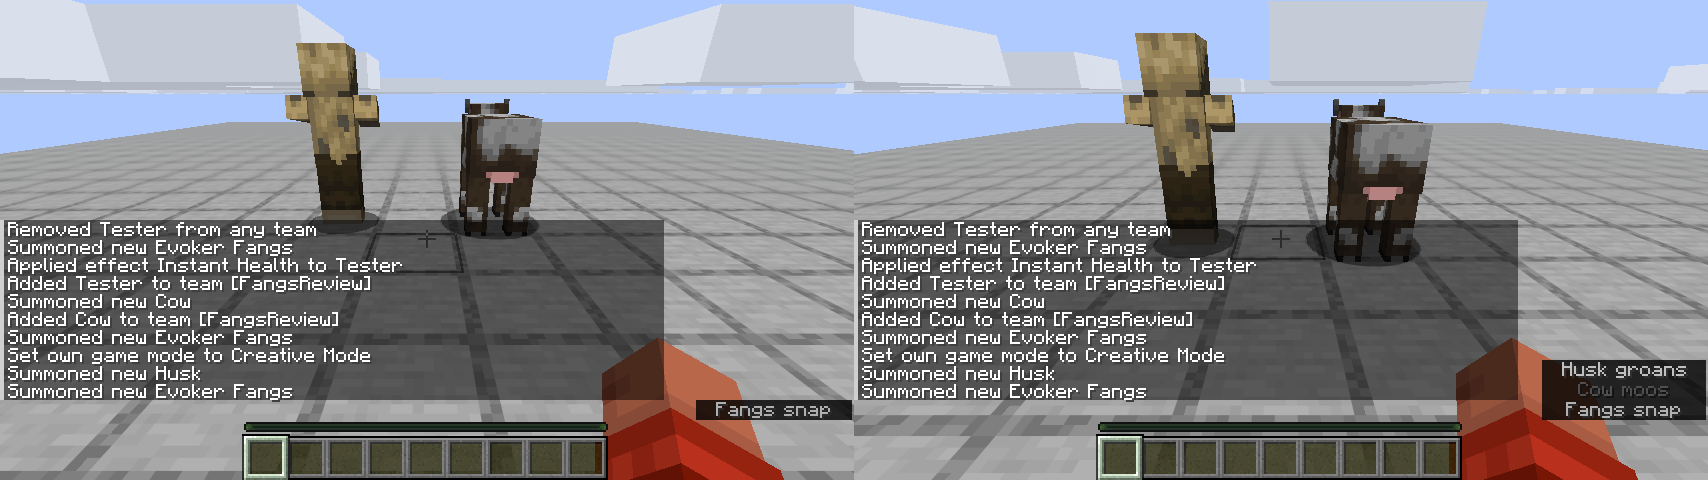 Removed Tester from any team
Summoned new Evoker Fangs
Applied effect Instant Health to Tester
Added Tester to team [FangsReview]
Summoned new Cow
Added Cow to team [FangsReview]
Summoned new Evoker Fangs
Set own game mode to Creative Mode
Summoned new Husk
Summoned new Evoker Fangs
Fangs snap
Removed Tester from any team
Summoned new Evoker Fangs
Applied effect Instant Health to Tester
Added Tester to team [FangsReview]
Summoned new Cow
Added Cow to team [FangsReview]
Summoned new Evoker Fangs
Set own game mode to Creative Mode
Summoned new Husk
Summoned new Evoker Fangs
Husk groans
Cow moos
Fangs snap